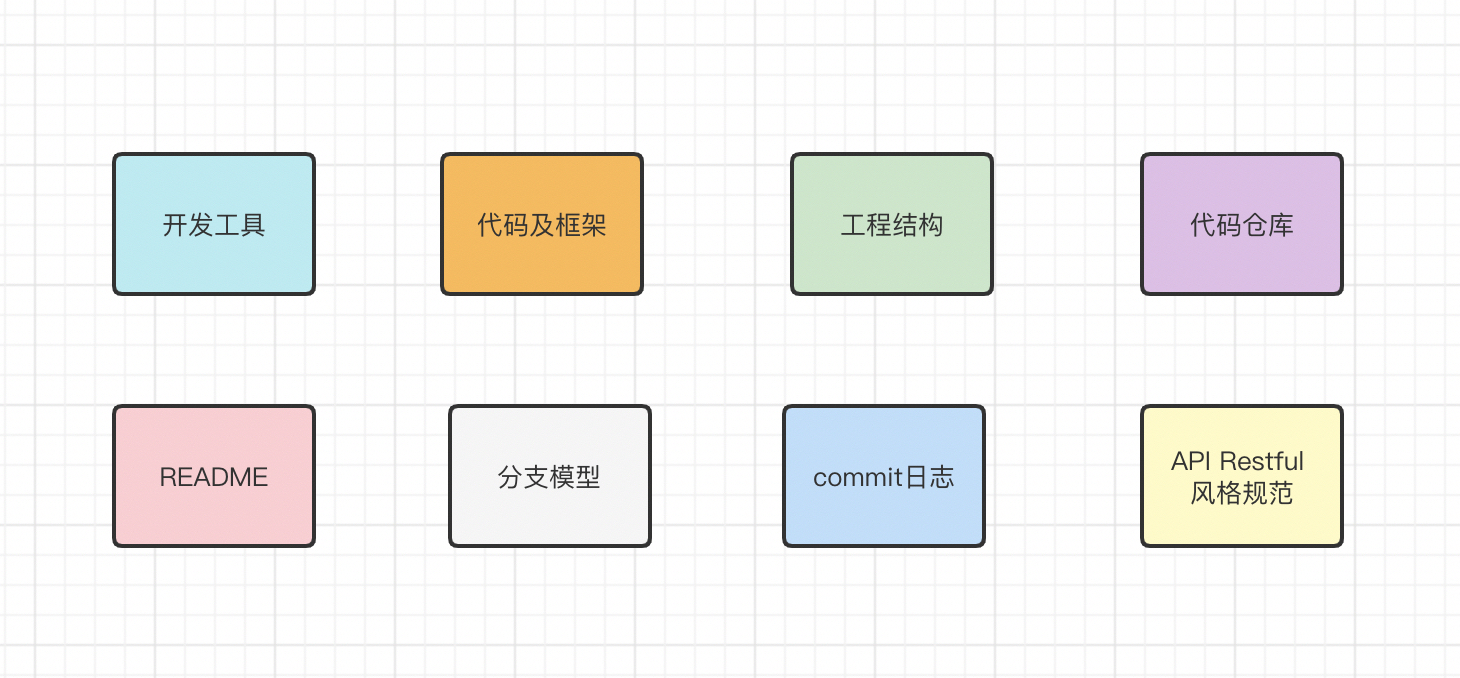 开发工具
代码及框架
工程结构
代码仓库
README
分支模型
commit日志
API Restful
风格规范